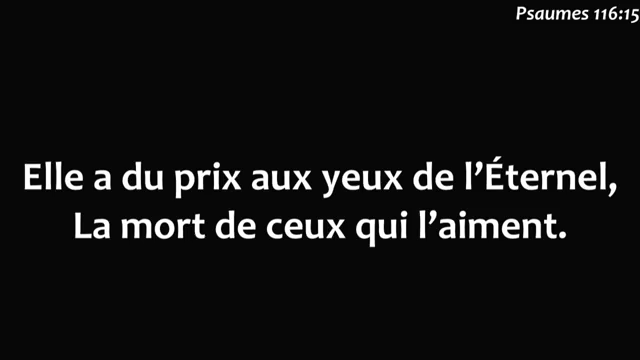 Psaumes 116:15
Elle a du prix aux yeux de l’Éternel,
La mort de ceux qui l’aiment.